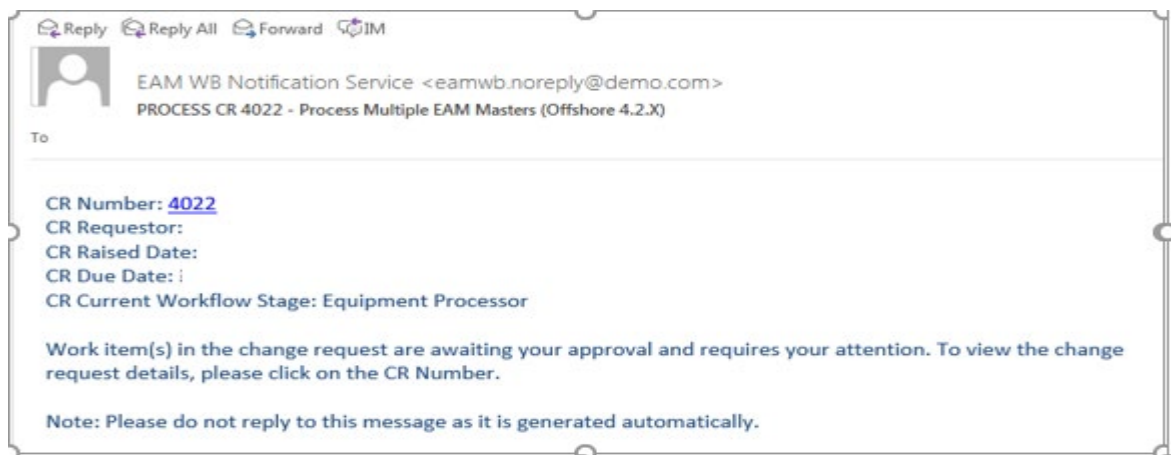 Reply Reply All Forward IM
EAM WB Notification Service <eamwb.noreply@demo.com>
PROCESS CR 4022 - Process Multiple EAM Masters (Offshore 4.2.X)
To
CR Number: 4022
CR Requestor:
CR Raised Date:
CR Due Date:
CR Current Workflow Stage: Equipment Processor
Work item(s) in the change request are awaiting your approval and requires your attention. To view the change
request details, please click on the CR Number.
Note: Please do not reply to this message as it is generated automatically.